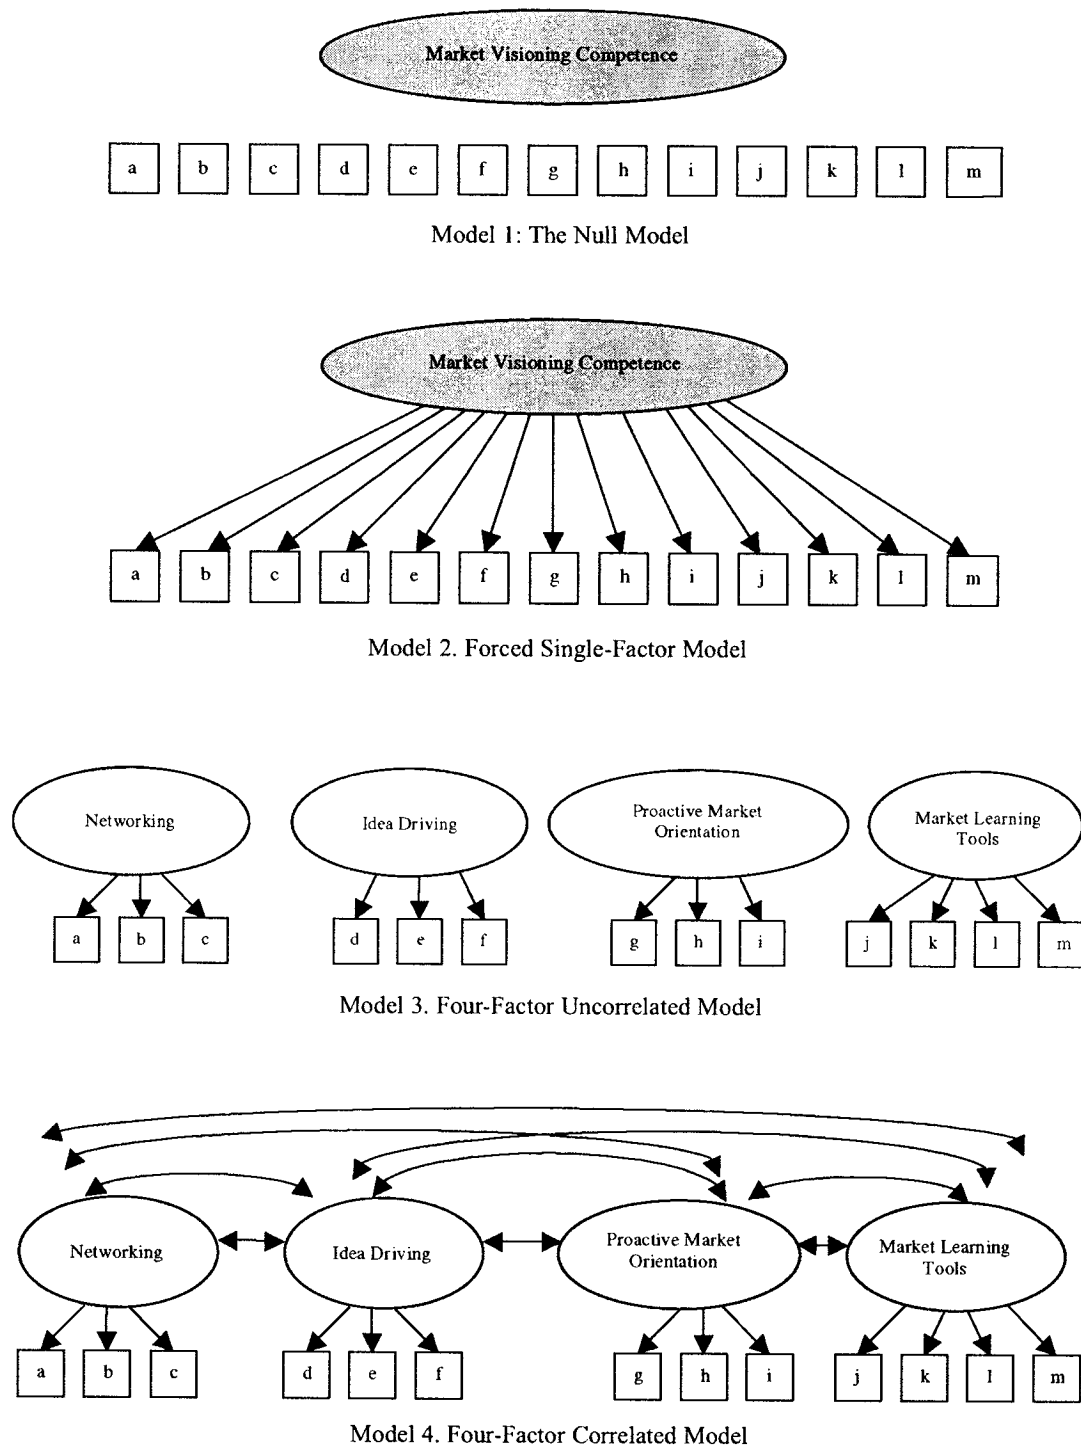 Market Visioning Competence
a b c d e f g h i j k l m
Model 1: The Null Model
Market Visioning Competence
a b c d e f g h i j k l m
Model 2. Forced Single-Factor Model
Networking
Idea Driving
Proactive Market
Orientation
Market Learning
Tools
a b c d e f g h i j k l m
Model 3. Four-Factor Uncorrelated Model
Networking
Idea Driving
Proactive Market
Orientation
Market Learning
Tools
a b c d e f g h i j k l m
Model 4. Four-Factor Correlated Model